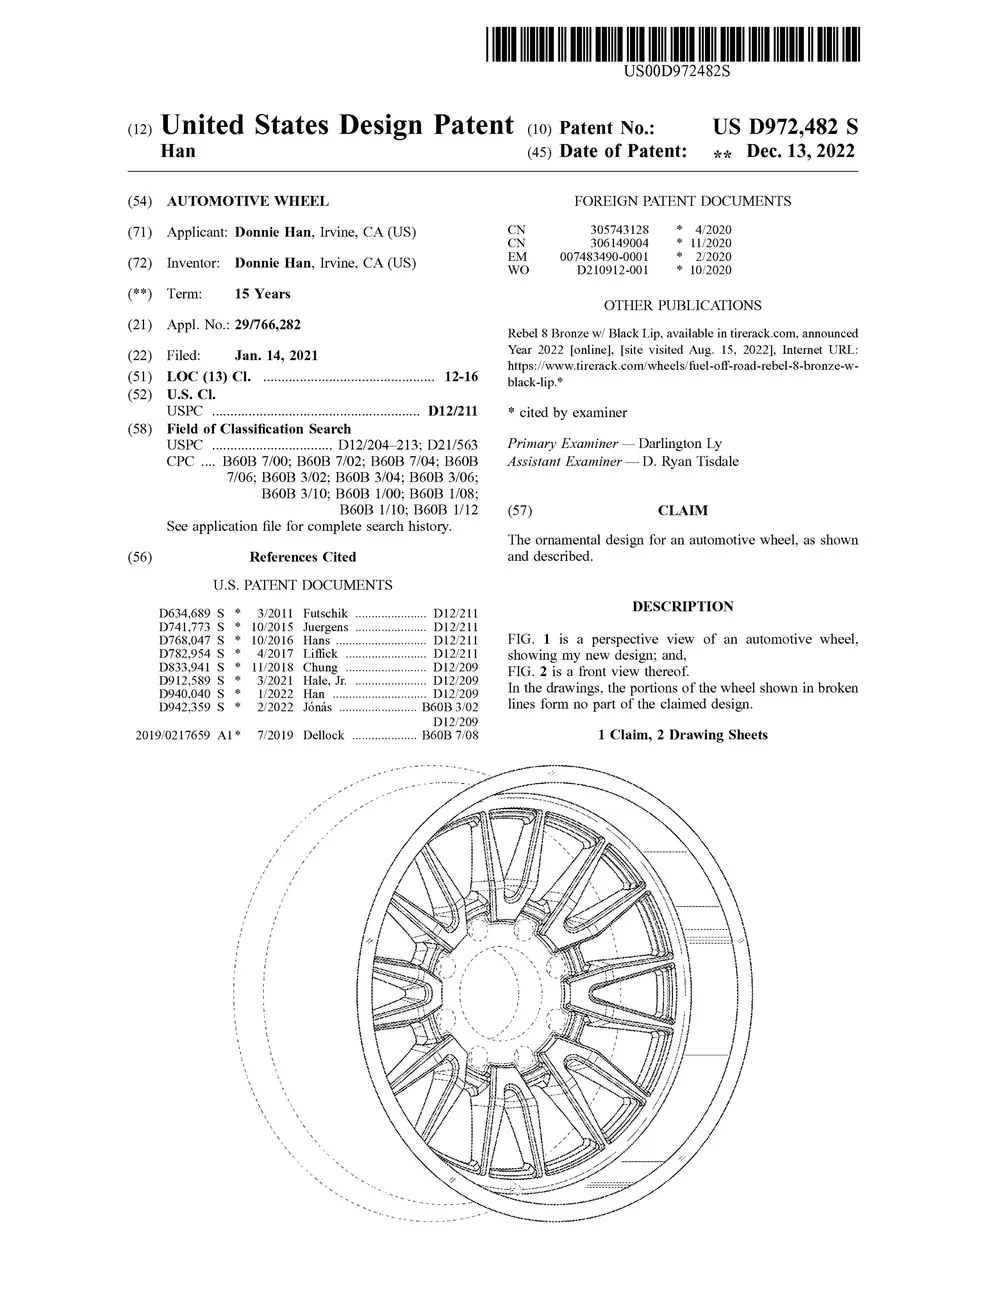 US00D972482S
(12) United States Design Patent
Han
(10) Patent No.: US D972,482 S
(45) Date of Patent: ** Dec. 13, 2022
(54) AUTOMOTIVE WHEEL
(71) Applicant: Donnie Han, Irvine, CA (US)
(72) Inventor: Donnie Han, Irvine, CA (US)
(**) Term: 15 Years
(21) Appl. No.: 29/766,282
(22) Filed: Jan. 14, 2021
(51) LOC (13) Cl. ............................................... 12-16
(52) U.S. Cl.
USPC ......................................................... D12/211
(58) Field of Classification Search
USPC ................................ D12/204–213; D21/563
CPC .... B60B 7/00; B60B 7/02; B60B 7/04; B60B
7/06; B60B 3/02; B60B 3/04; B60B 3/06;
B60B 3/10; B60B 1/00; B60B 1/08;
B60B 1/10; B60B 1/12
See application file for complete search history.
(56) References Cited
U.S. PATENT DOCUMENTS
D634,689 S * 3/2011 Futschik ...................... D12/211
D741,773 S * 10/2015 Juergens ...................... D12/211
D768,047 S * 10/2016 Hans ............................ D12/211
D782,954 S * 4/2017 Liffick ......................... D12/211
D833,941 S * 11/2018 Chung ......................... D12/209
D912,589 S * 3/2021 Hale, Jr. ...................... D12/209
D940,040 S * 1/2022 Han ............................. D12/209
D942,359 S * 2/2022 Jónás ........................ B60B 3/02
D12/209
2019/0217659 A1* 7/2019 Dellock .................... B60B 7/08
FOREIGN PATENT DOCUMENTS
CN 305743128 * 4/2020
CN 306149004 * 11/2020
EM 007483490-0001 * 2/2020
WO D210912-001 * 10/2020
OTHER PUBLICATIONS
Rebel 8 Bronze w/ Black Lip, available in tirerack.com, announced
Year 2022 [online], [site visited Aug. 15, 2022], Internet URL:
https://www.tirerack.com/wheels/fuel-off-road-rebel-8-bronze-w-
black-lip.*
* cited by examiner
Primary Examiner — Darlington Ly
Assistant Examiner — D. Ryan Tisdale
(57) CLAIM
The ornamental design for an automotive wheel, as shown
and described.
DESCRIPTION
FIG. 1 is a perspective view of an automotive wheel,
showing my new design; and,
FIG. 2 is a front view thereof.
In the drawings, the portions of the wheel shown in broken
lines form no part of the claimed design.
1 Claim, 2 Drawing Sheets